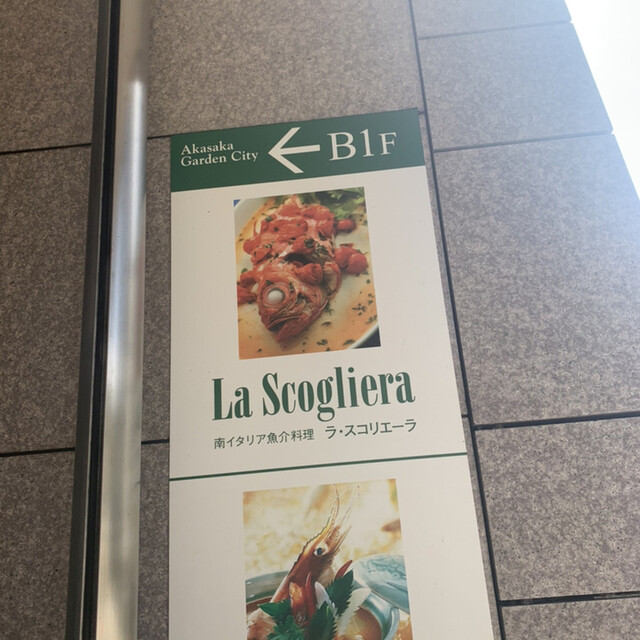 Akasaka
Garden City
← B1F
La Scogliera
南イタリア魚介料理 ラ・スコリエーラ